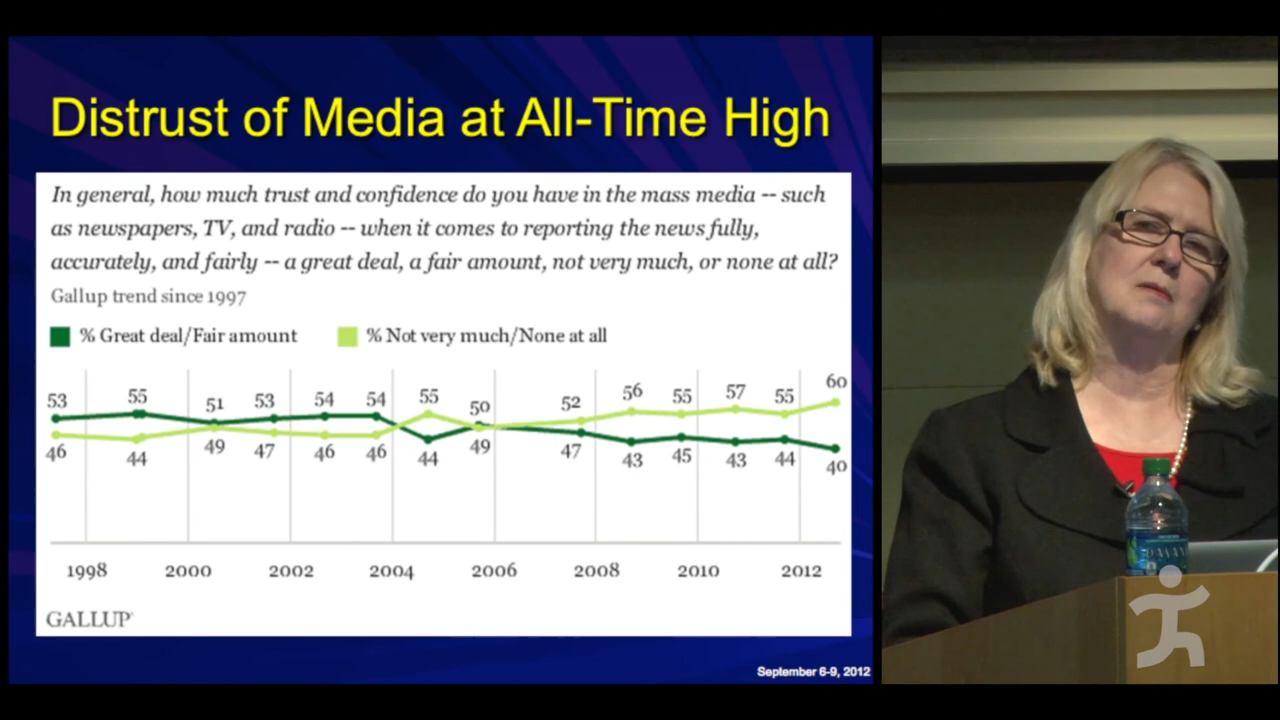 Distrust of Media at All-Time High
In general, how much trust and confidence do you have in the mass media -- such
as newspapers, TV, and radio -- when it comes to reporting the news fully,
accurately, and fairly -- a great deal, a fair amount, not very much, or none at all?
Gallup trend since 1997
% Great deal/Fair amount % Not very much/None at all
53 55 51 53 54 54 55 50 52 56 55 57 55 60
46 44 49 47 46 46 44 49 47 43 45 43 44 40
1998 2000 2002 2004 2006 2008 2010 2012
GALLUP
September 6-9, 2012
DASANI